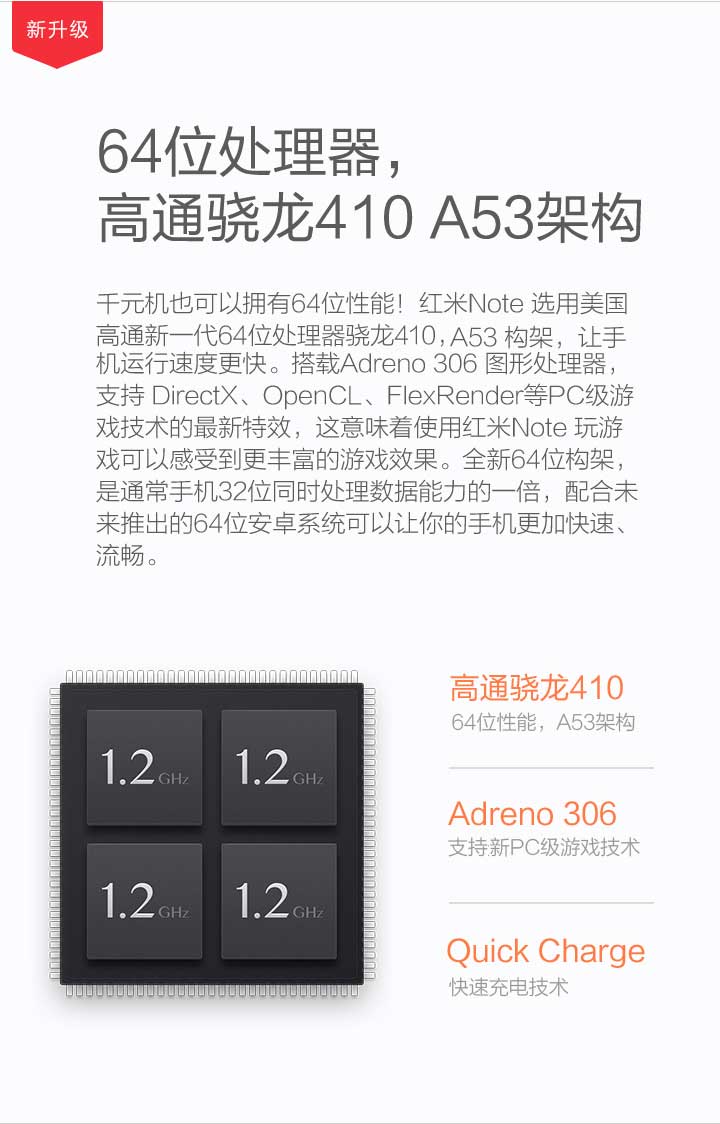 新升级
64位处理器，
高通骁龙410 A53架构
千元机也可以拥有64位性能！红米Note 选用美国
高通新一代64位处理器骁龙410，A53 构架，让手
机运行速度更快。搭载Adreno 306 图形处理器，
支持 DirectX、OpenCL、FlexRender等PC级游
戏技术的最新特效，这意味着使用红米Note 玩游
戏可以感受到更丰富的游戏效果。全新64位构架，
是通常手机32位同时处理数据能力的一倍，配合未
来推出的64位安卓系统可以让你的手机更加快速、
流畅。
1.2 GHz
1.2 GHz
1.2 GHz
1.2 GHz
高通骁龙410
64位性能，A53架构
Adreno 306
支持新PC级游戏技术
Quick Charge
快速充电技术